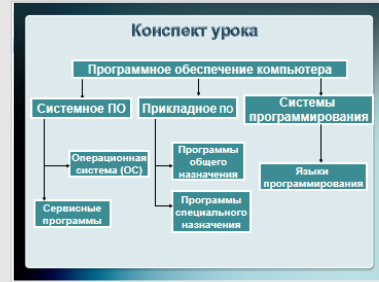 Конспект урока
Программное обеспечение компьютера
Системное ПО
Прикладное ПО
Системы
программирования
Операционная
система (ОС)
Сервисные
программы
Программы
общего
назначения
Программы
специального
назначения
Языки
программирования